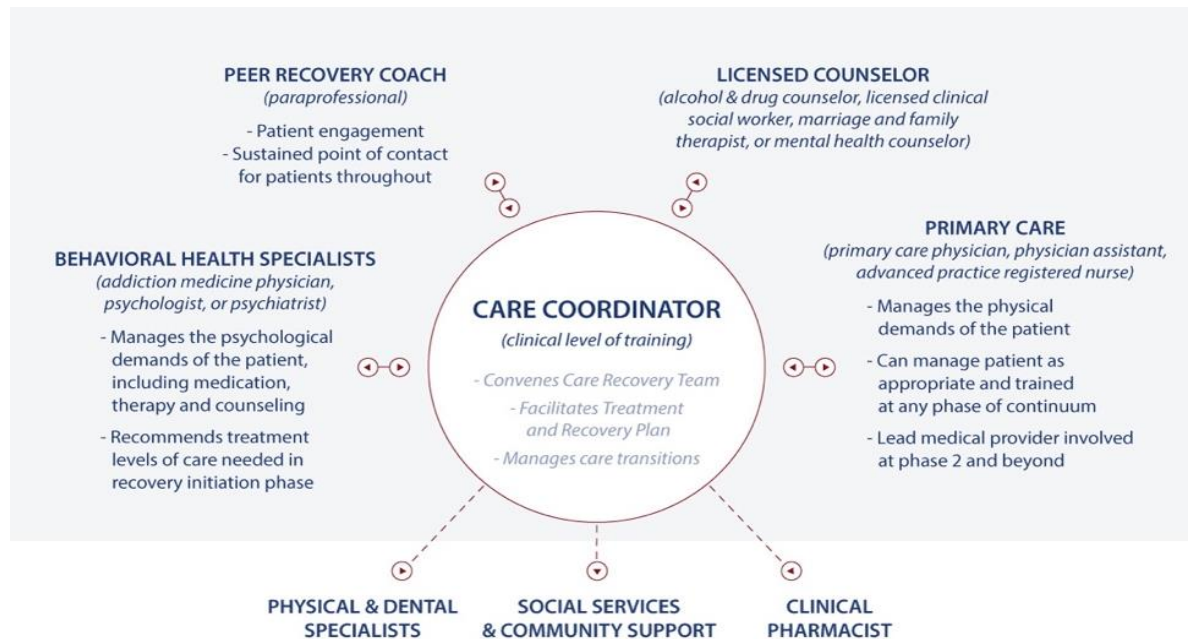 PEER RECOVERY COACH
(paraprofessional)
- Patient engagement
- Sustained point of contact
for patients throughout
LICENSED COUNSELOR
(alcohol & drug counselor, licensed clinical
social worker, marriage and family
therapist, or mental health counselor)
BEHAVIORAL HEALTH SPECIALISTS
(addiction medicine physician,
psychologist, or psychiatrist)
- Manages the psychological
demands of the patient,
including medication,
therapy and counseling
- Recommends treatment
levels of care needed in
recovery initiation phase
CARE COORDINATOR
(clinical level of training)
- Convenes Care Recovery Team
- Facilitates Treatment
and Recovery Plan
- Manages care transitions
PRIMARY CARE
(primary care physician, physician assistant,
advanced practice registered nurse)
- Manages the physical
demands of the patient
- Can manage patient as
appropriate and trained
at any phase of continuum
- Lead medical provider involved
at phase 2 and beyond
PHYSICAL & DENTAL
SPECIALISTS
SOCIAL SERVICES
& COMMUNITY SUPPORT
CLINICAL
PHARMACIST